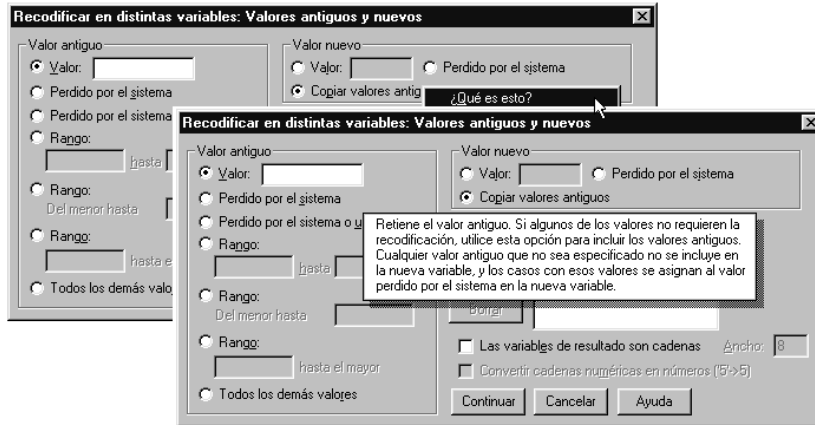 Recodificar en distintas variables: Valores antiguos y nuevos
Valor antiguo
Valor:
Perdido por el sistema
Perdido por el sistema
Rango:
hasta
Rango:
Del menor hasta
Rango:
hasta e
Todos los demás valo
Valor nuevo
Valor:
Perdido por el sistema
Copiar valores antig
¿Qué es esto?
Recodificar en distintas variables: Valores antiguos y nuevos
Valor antiguo
Valor:
Perdido por el sistema
Perdido por el sistema o u
Rango:
hasta
Rango:
Del menor hasta
Rango:
hasta el mayor
Todos los demás valores
Valor nuevo
Valor:
Perdido por el sistema
Copiar valores antiguos
Retiene el valor antiguo. Si algunos de los valores no requieren la
recodificación, utilice esta opción para incluir los valores antiguos.
Cualquier valor antiguo que no sea especificado no se incluye en
la nueva variable, y los casos con esos valores se asignan al valor
perdido por el sistema en la nueva variable.
Borrar
Las variables de resultado son cadenas
Ancho: 8
Convertir cadenas numéricas en números ('5'->5)
Continuar
Cancelar
Ayuda